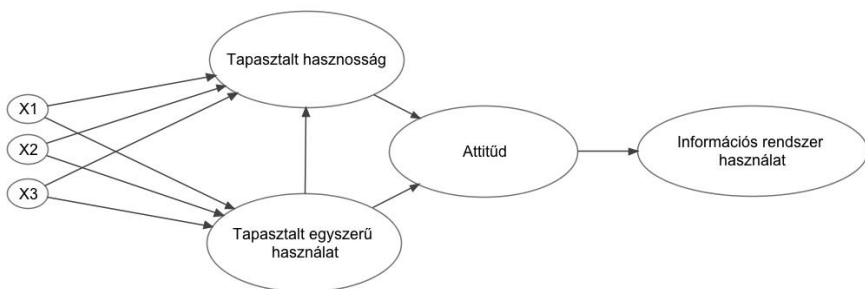 Tapasztalt hasznosság
X1
X2
X3
Attitűd
Információs rendszer
használat
Tapasztalt egyszerű
használat